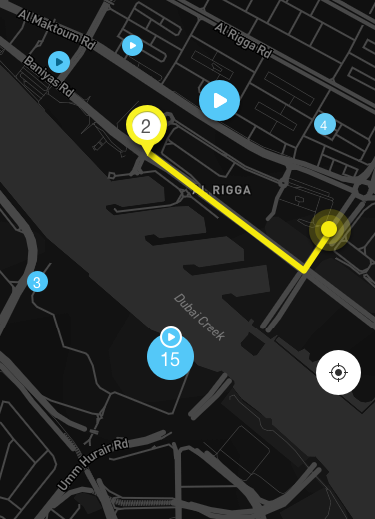 Al Maktoum Rd
Al Rigga Rd
Baniyas Rd
4
2
AL RIGGA
3
Dubai Creek
15
Umm Hurair Rd